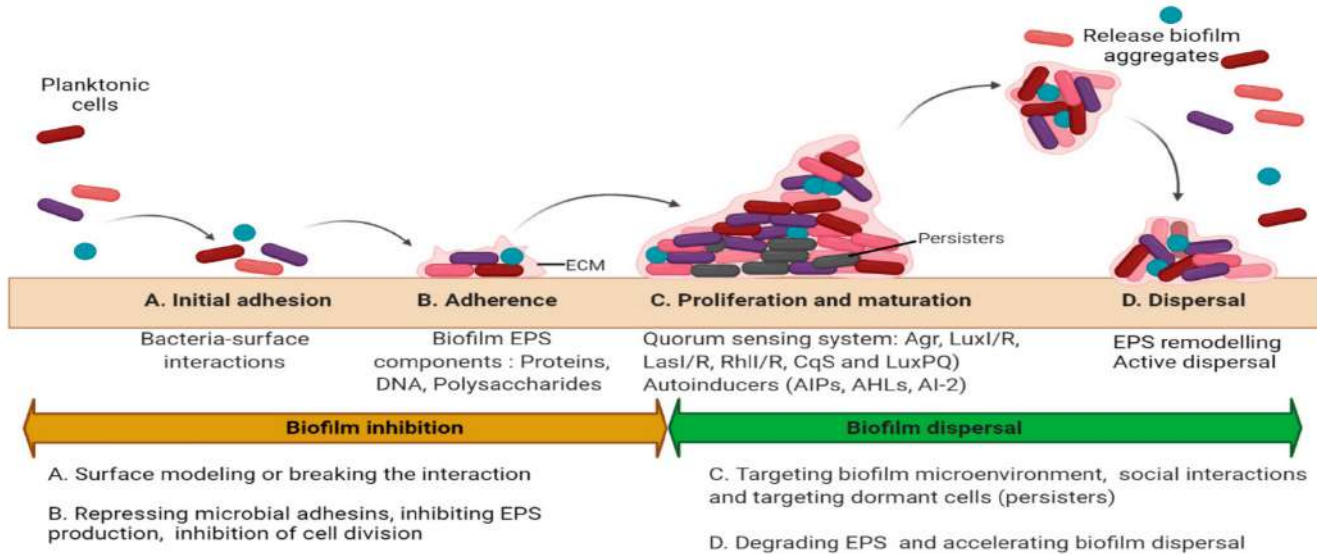 Planktonic
cells
Release biofilm
aggregates
Persisters
ECM
A. Initial adhesion
B. Adherence
C. Proliferation and maturation
D. Dispersal
Bacteria-surface
interactions
Biofilm EPS
components : Proteins,
DNA, Polysaccharides
Quorum sensing system: Agr, LuxI/R,
LasI/R, RhlI/R, CqS and LuxPQ)
Autoinducers (AIPs, AHLs, AI-2)
EPS remodelling
Active dispersal
Biofilm inhibition
Biofilm dispersal
A. Surface modeling or breaking the interaction
B. Repressing microbial adhesins, inhibiting EPS
production, inhibition of cell division
C. Targeting biofilm microenvironment, social interactions
and targeting dormant cells (persisters)
D. Degrading EPS and accelerating biofilm dispersal